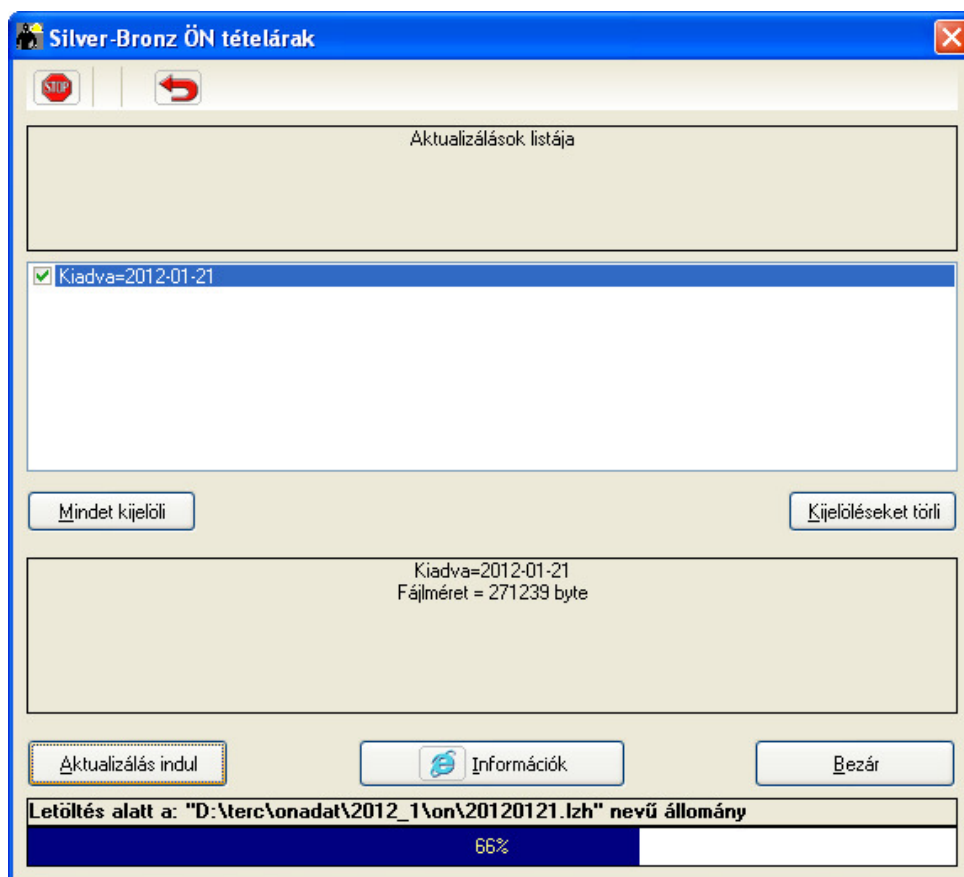 Silver-Bronz ÖN tételárak
STOP
Aktualizálások listája
Kiadva=2012-01-21
Mindet kijelöli
Kijelöléseket törli
Kiadva=2012-01-21
Fájlméret = 271239 byte
Aktualizálás indul
Információk
Bezár
Letöltés alatt a: "D:\terc\onadat\2012_1\on\20120121.lzh" nevű állomány
66%